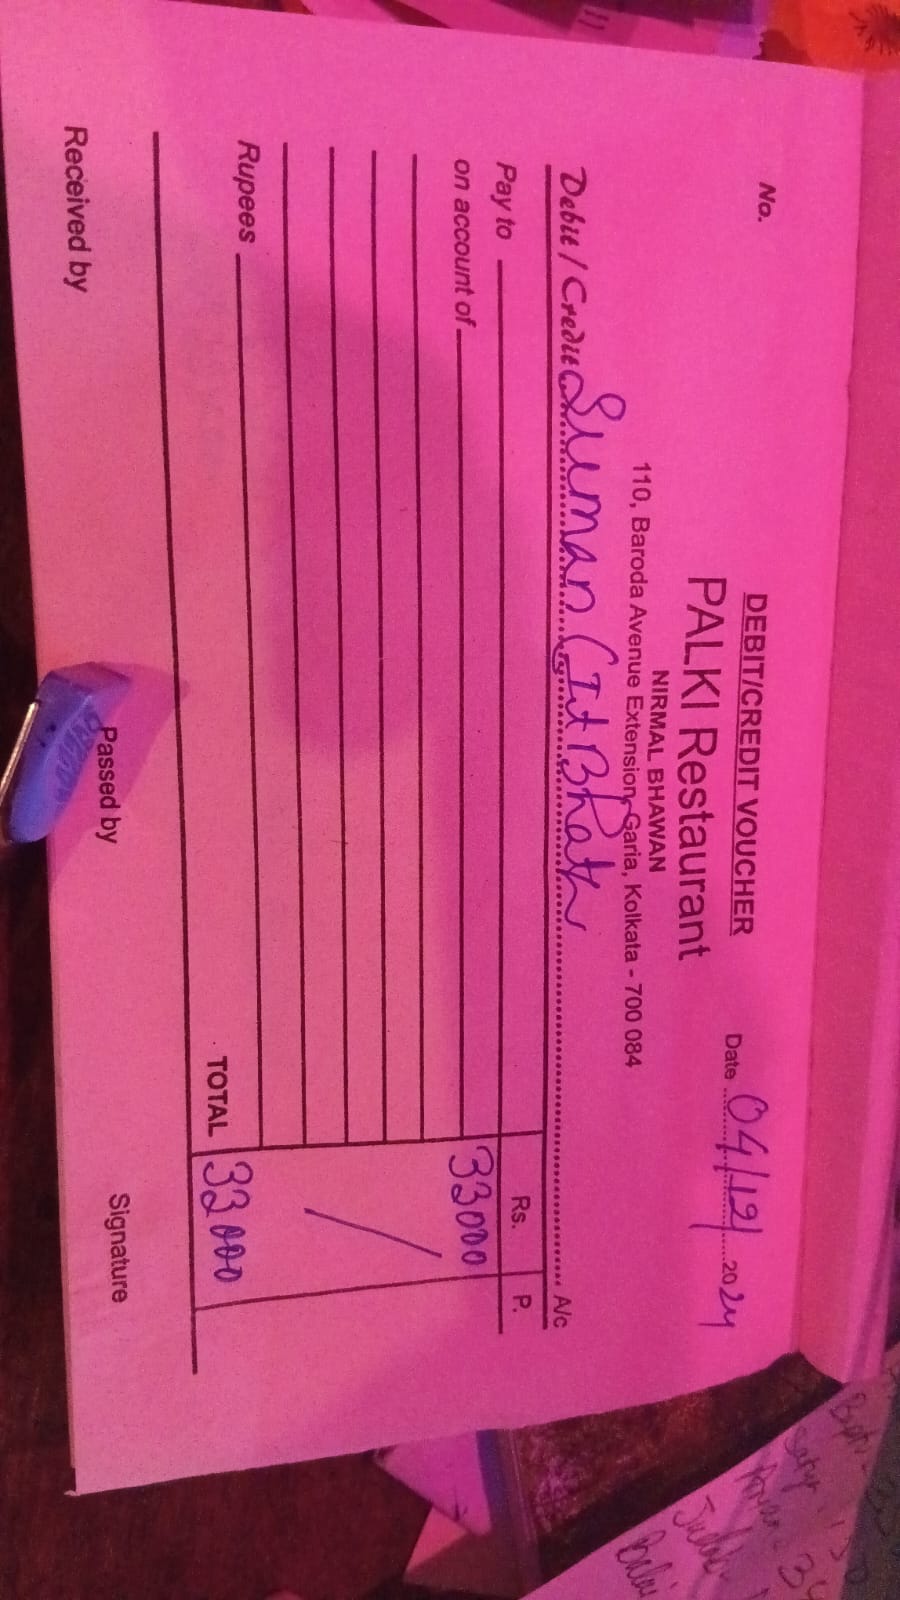 DEBIT/CREDIT VOUCHER
No.
PALKI Restaurant
Date 04/12/ 2024
NIRMAL BHAWAN
110, Baroda Avenue Extension, Garia, Kolkata - 700 084
Debit / Credit Suman (It Bhata A/c
Pay to
Rs. P.
on account of
33000
Rupees
TOTAL 33000
Received by
Passed by
Signature